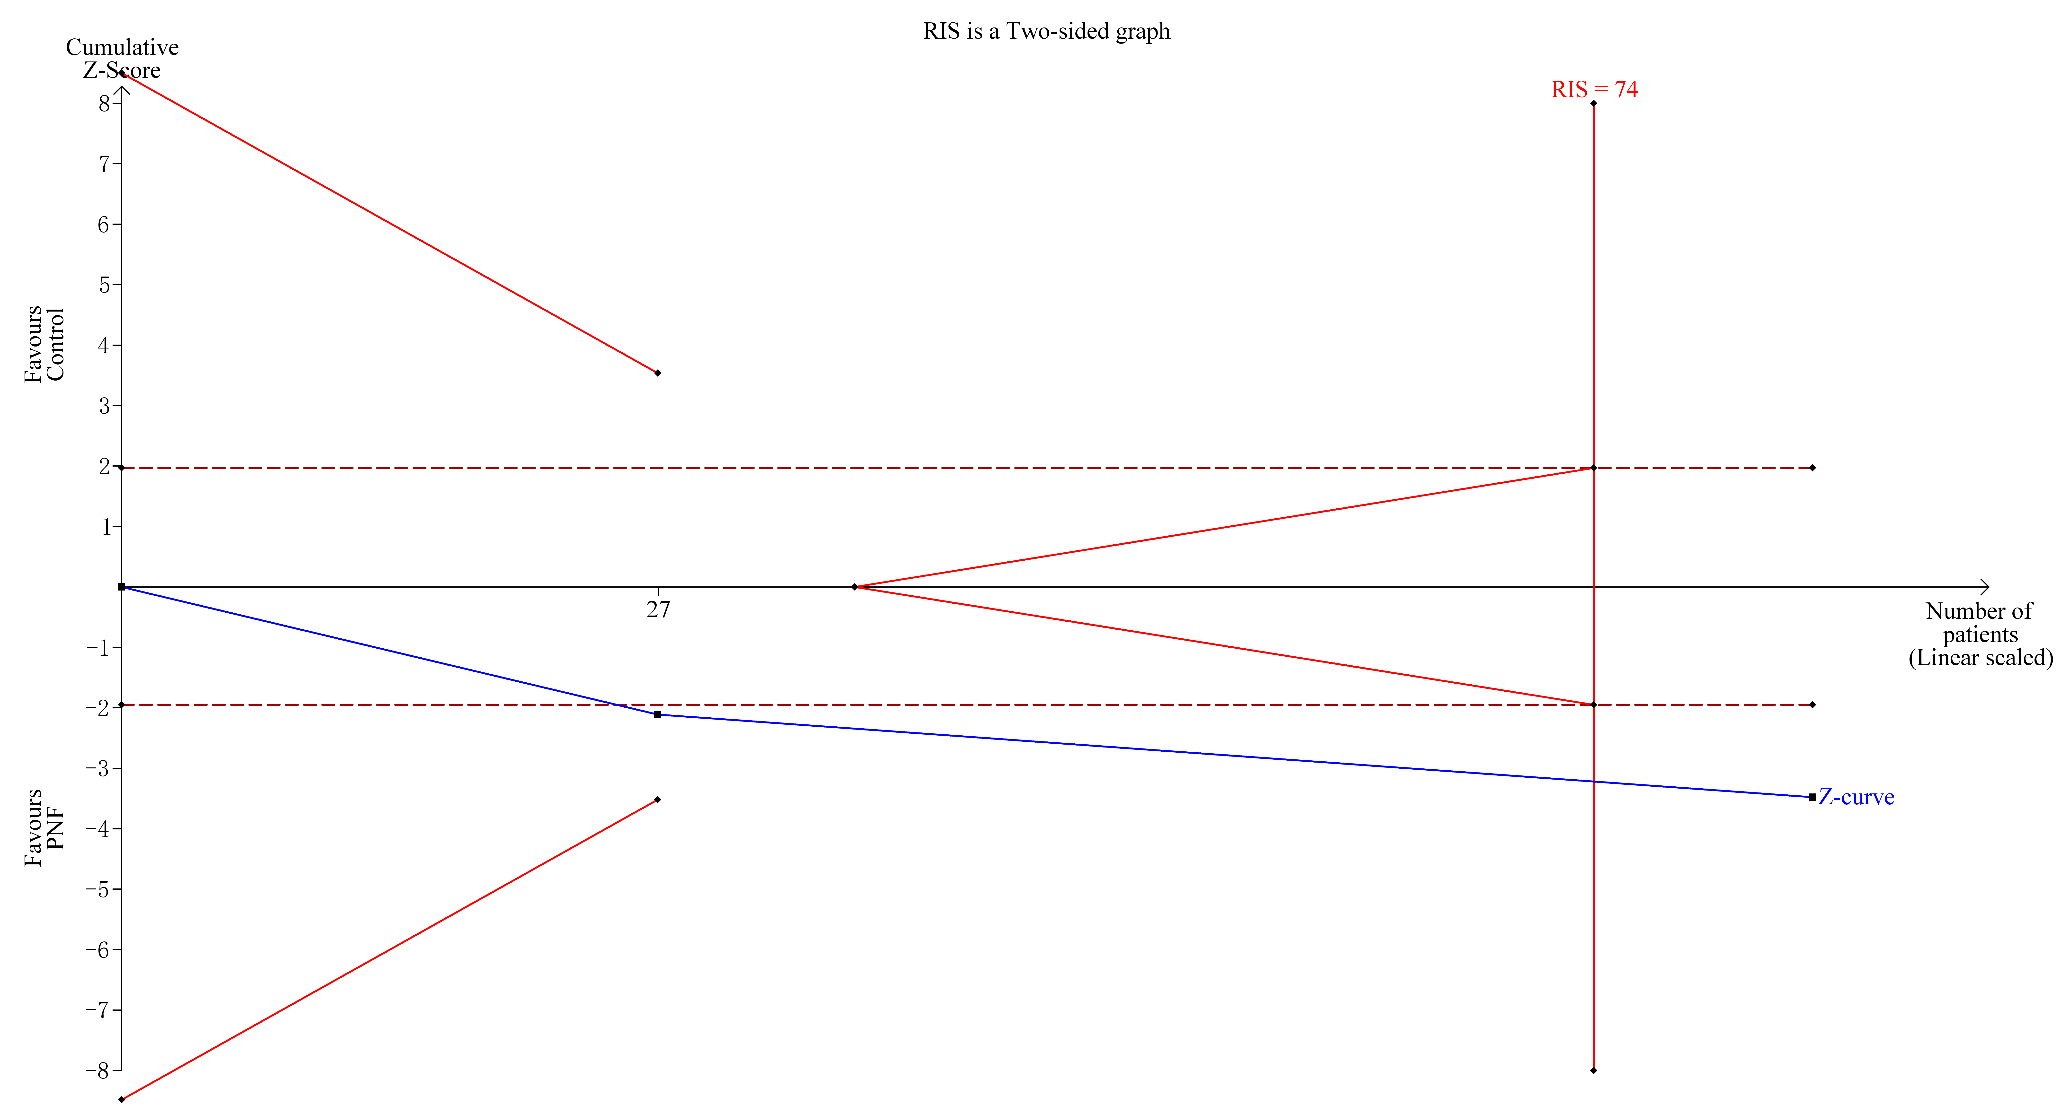 RIS is a Two-sided graph
Cumulative
Z-Score
RIS = 74
8
7
6
5
4
3
2
1
-1
-2
-3
-4
-5
-6
-7
-8
Favours
Control
Favours
PNF
27
Number of
patients
(Linear scaled)
Z-curve